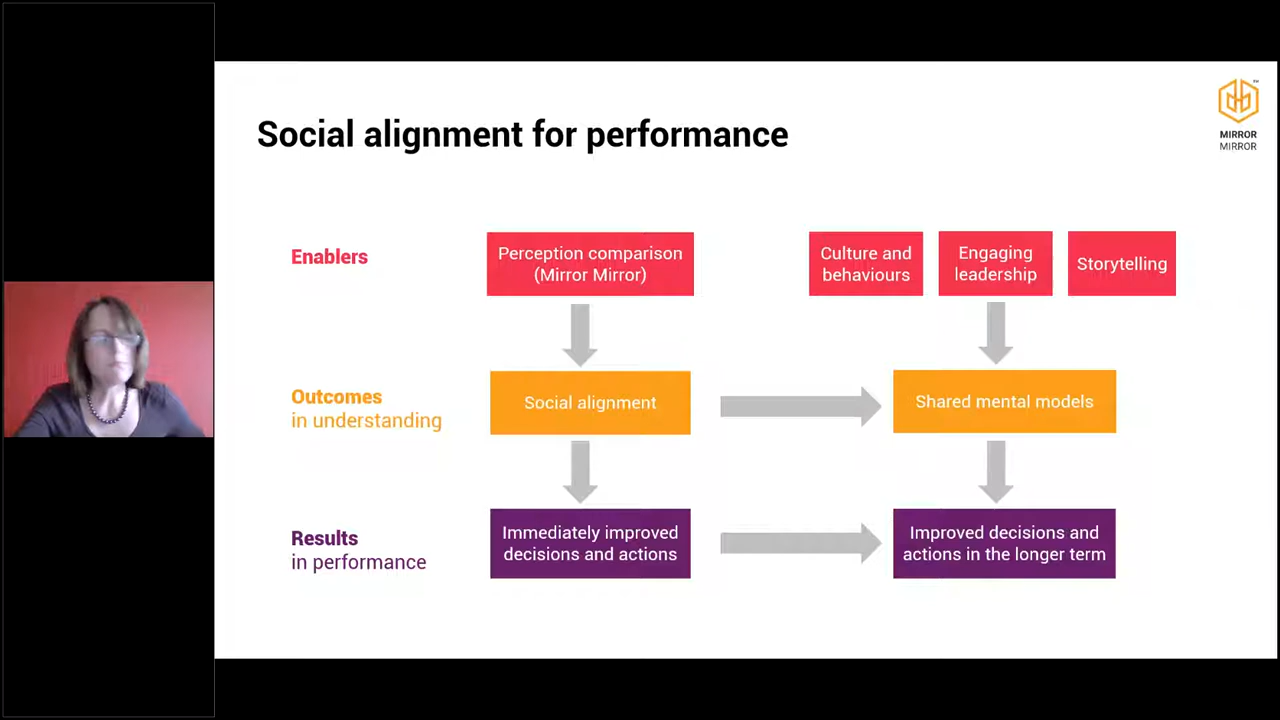 Social alignment for performance
™
MIRROR
MIRROR
Enablers
Perception comparison
(Mirror Mirror)
Culture and
behaviours
Engaging
leadership
Storytelling
Outcomes
in understanding
Social alignment
Shared mental models
Results
in performance
Immediately improved
decisions and actions
Improved decisions and
actions in the longer term